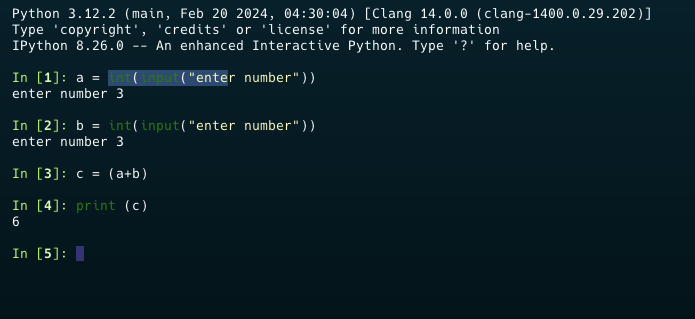 Python 3.12.2 (main, Feb 20 2024, 04:30:04) [Clang 14.0.0 (clang-1400.0.29.202)]
Type 'copyright', 'credits' or 'license' for more information
IPython 8.26.0 -- An enhanced Interactive Python. Type '?' for help.
In [1]: a = int(input("enter number"))
enter number 3
In [2]: b = int(input("enter number"))
enter number 3
In [3]: c = (a+b)
In [4]: print (c)
6
In [5]: